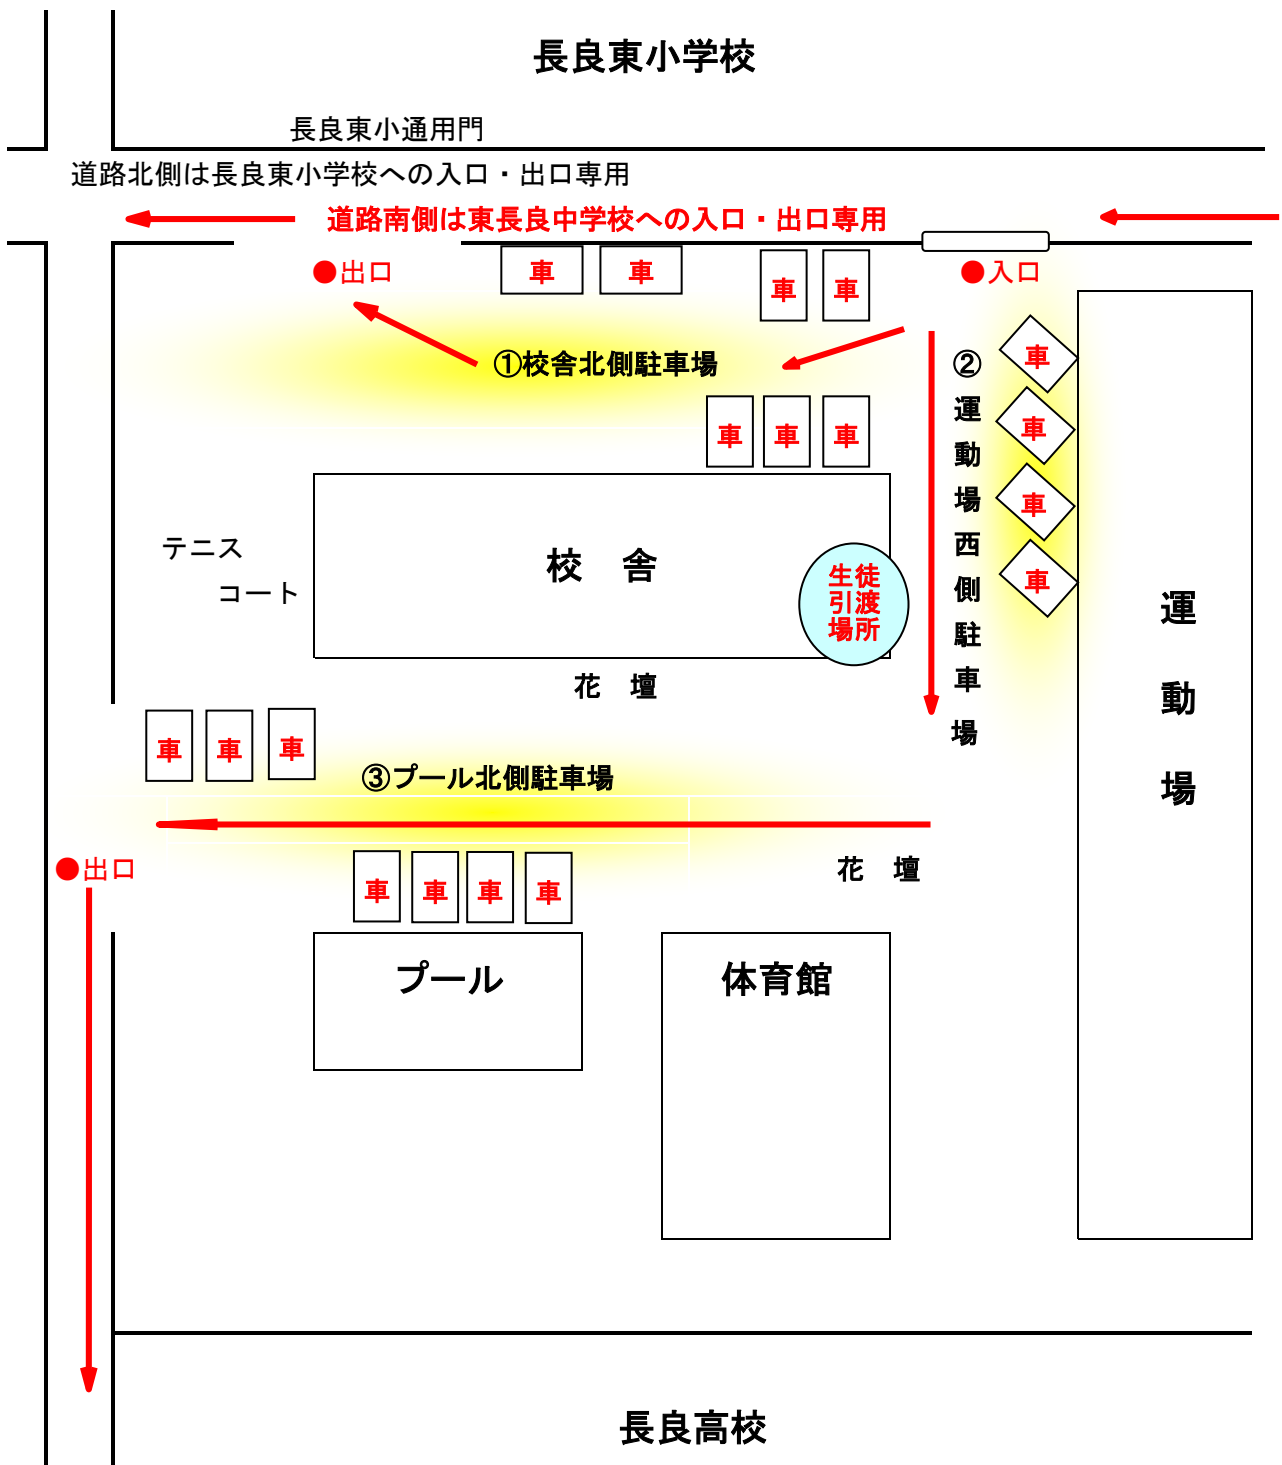 長良東小学校
長良東小通用門
道路北側は長良東小学校への入口・出口専用
道路南側は東長良中学校への入口・出口専用
●出口
車
車
車
車
●入口
①校舎北側駐車場
②運動場西側駐車場
車
車
車
車
車
車
車
テニス
コート
校　舎
生徒
引渡
場所
運動場
花　壇
車
車
車
③プール北側駐車場
●出口
車
車
車
車
花　壇
プール
体育館
長良高校